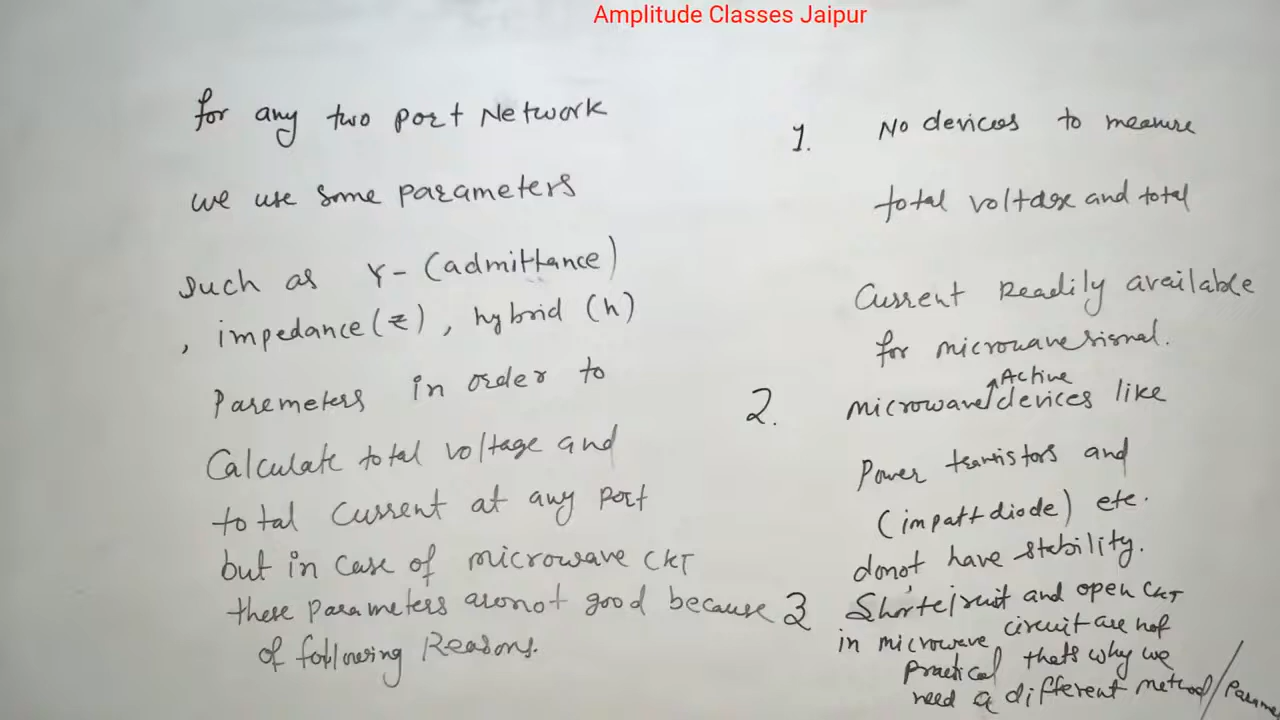 Amplitude Classes Jaipur
for any two port Network
we use some parameters
such as Y- (admittance)
, impedance (z), hybrid (h)
Paremeters in order to
Calculate total voltage and
total Current at any port
but in case of microwave CKT
these parameters are not good because
of following Reasons.
1. No devices to measure
total voltage and total
Current Readily available
for microwave signal.
Active
2. microwave devices like
Power transistors and
(impatt diode) etc.
donot have stability.
3 Shortcircuit and open CKT
in microwave circuit are not
practical thats why we
need a different method/